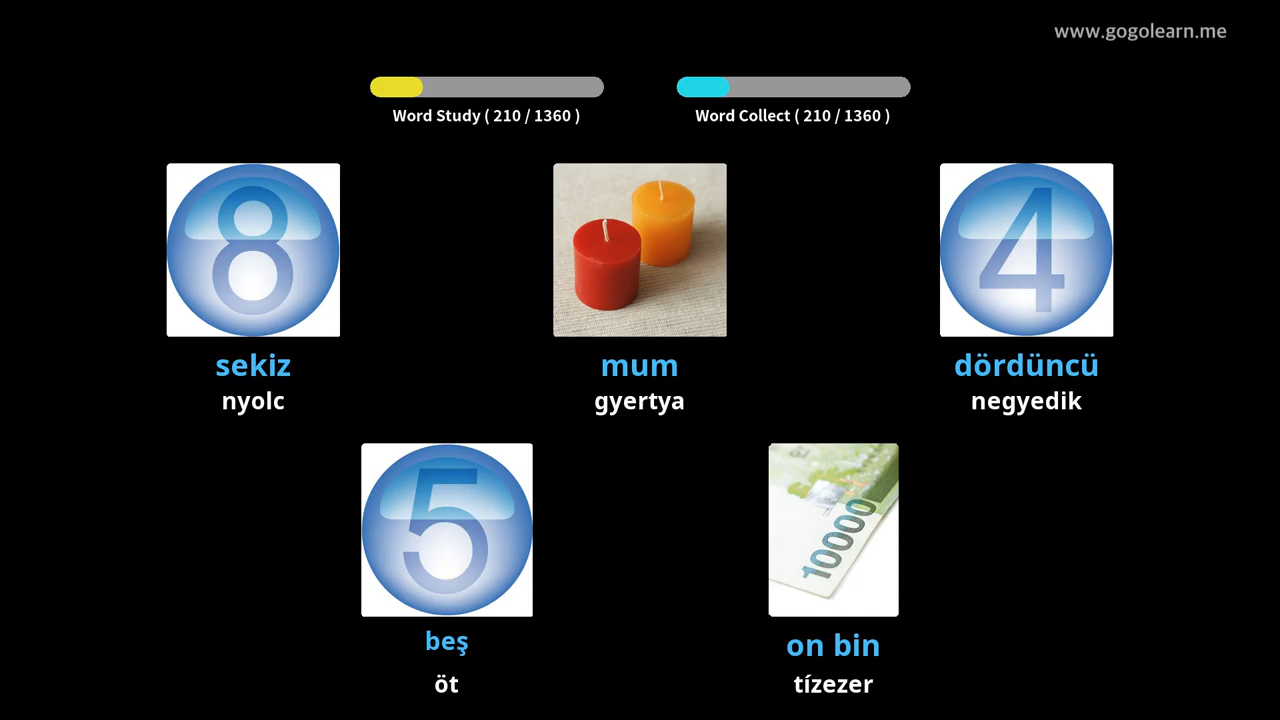 www.gogolearn.me
Word Study ( 210 / 1360 )
Word Collect ( 210 / 1360 )
8
4
sekiz
mum
dördüncü
nyolc
gyertya
negyedik
5
10000
beş
on bin
öt
tízezer